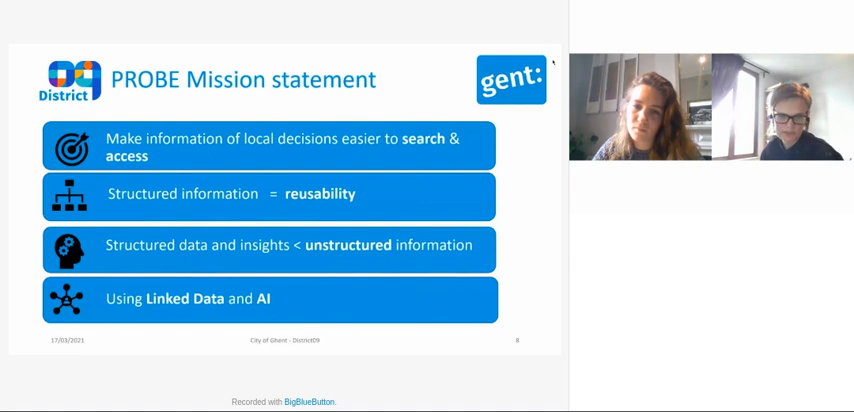 District
PROBE Mission statement
gent:
Make information of local decisions easier to search &
access
Structured information = reusability
Structured data and insights < unstructured information
Using Linked Data and AI
17/03/2021
City of Ghent - District09
8
Recorded with BigBlueButton.